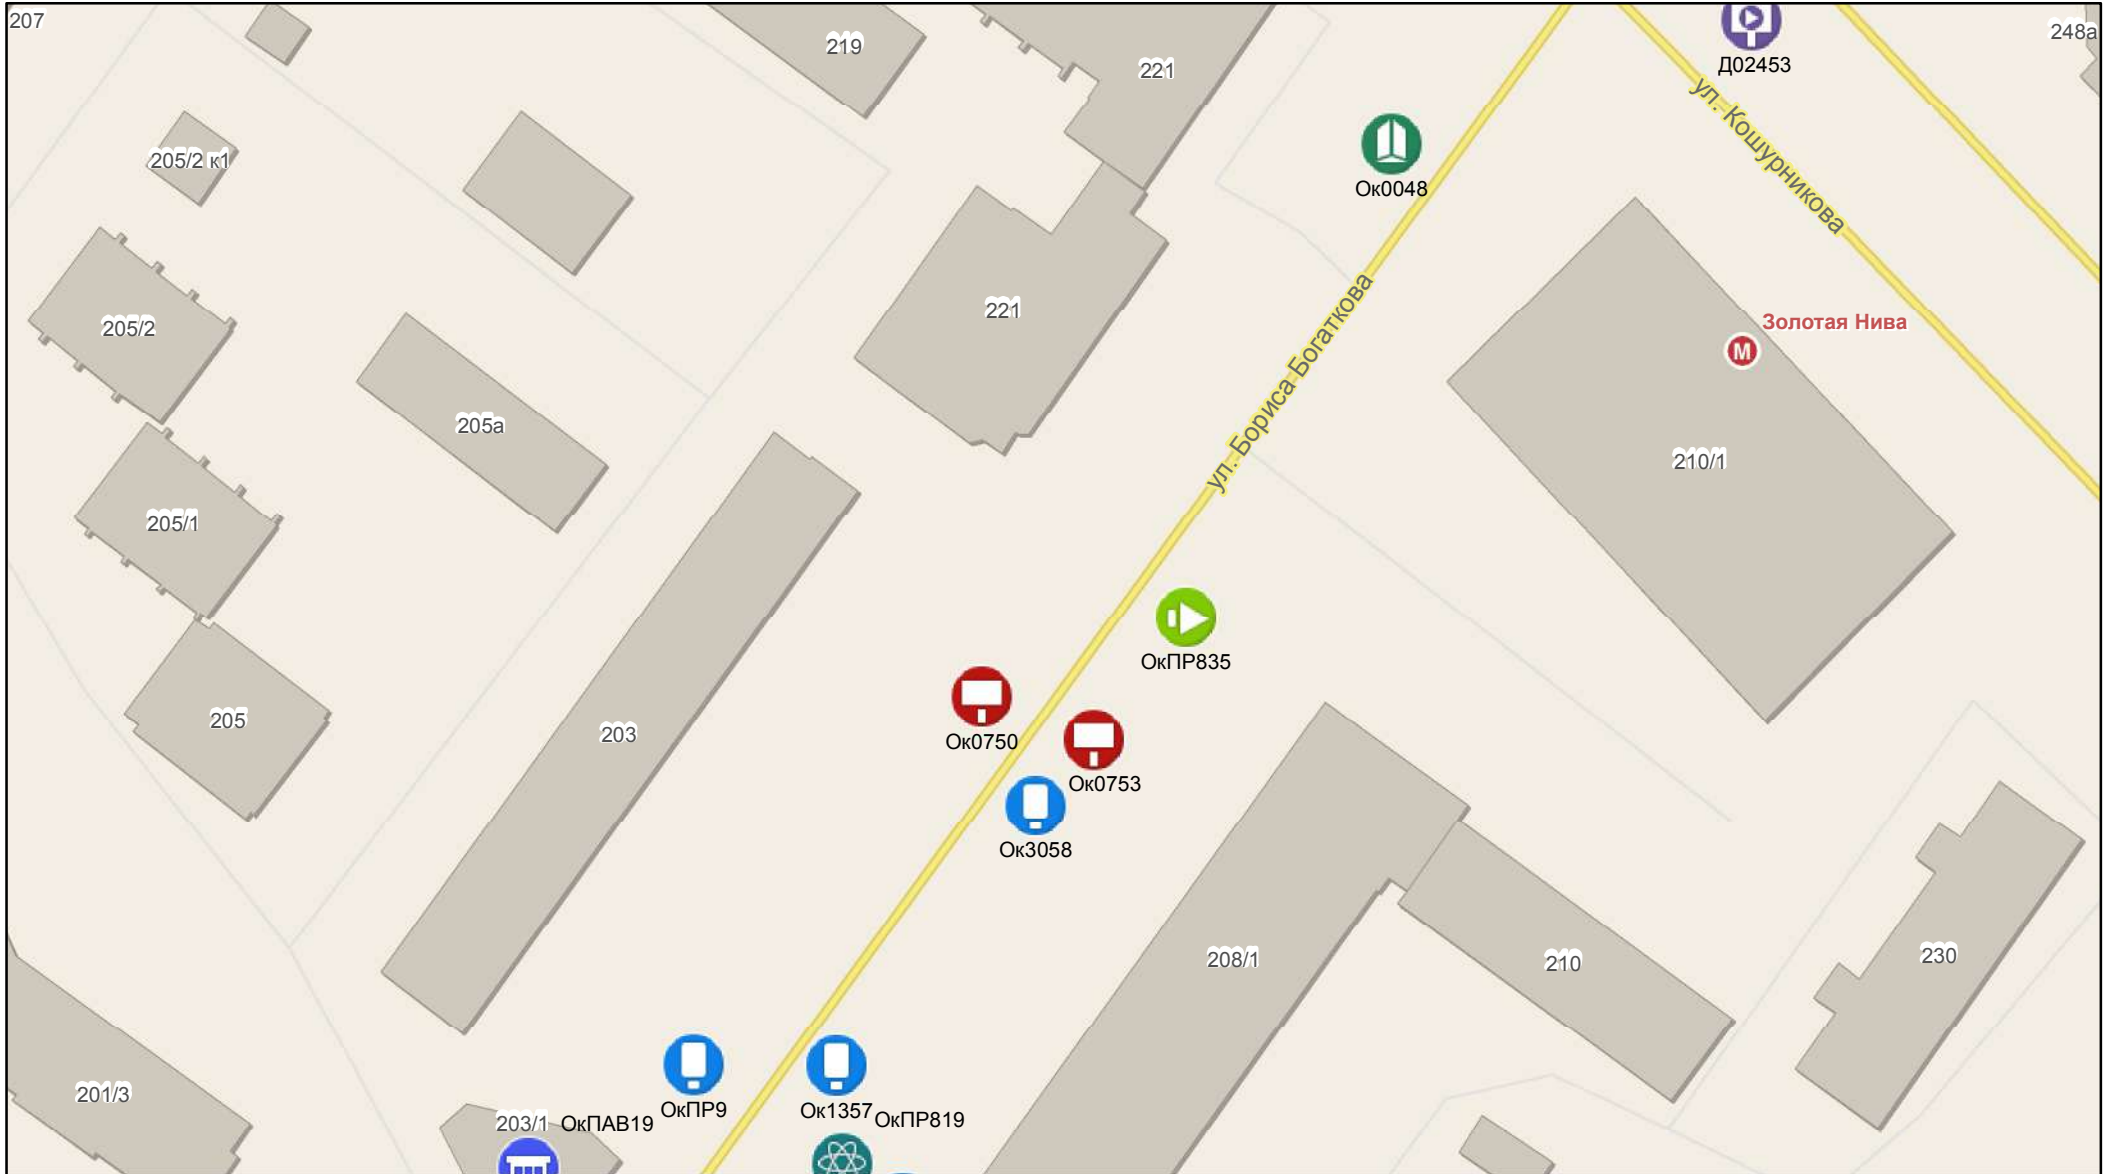 207
219
221
Д02453
248а
ул. Кошурникова
205/2 к1
Ок0048
205/2
221
Золотая Нива
М
ул. Бориса Богаткова
205а
210/1
205/1
ОкПР835
205
203
Ок0750
Ок0753
Ок3058
208/1
210
230
201/3
203/1
ОкПАВ19
ОкПР9
Ок1357
ОкПР819